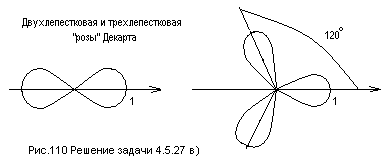 Двухлепестковая и трехлепестковая
"розы" Декарта
120°
1
1
Рис.110 Решение задачи 4.5.27 в)